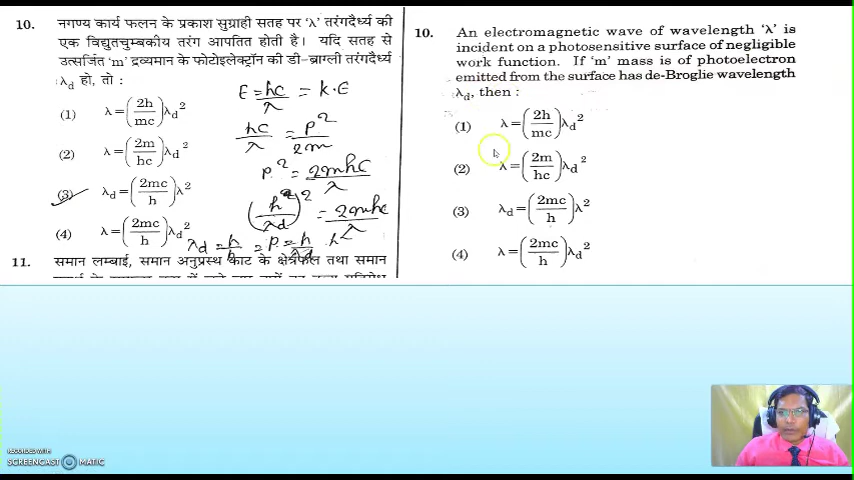 10. नगण्य कार्य फलन के प्रकाश सुग्राही सतह पर 'λ' तरंगदैर्ध्य की
एक विद्युतचुम्बकीय तरंग आपतित होती है। यदि सतह से
उत्सर्जित 'm' द्रव्यमान के फोटोइलेक्ट्रॉन की डी-ब्राग्ली तरंगदैर्ध्य
λd हो, तो :
(1) λ=(2h/mc)λd²
(2) λ=(2m/hc)λd²
(3) λd=(2mc/h)λ²
(4) λ=(2mc/h)λd²
E = hc/λ = K.E
hc/λ = p²/2m
p² = 2mhc/λ
(h/λd)² = 2mhc/λ
λd = h/p = p = h/λd
11. समान लम्बाई, समान अनुप्रस्थ काट के क्षेत्रफल तथा समान
10. An electromagnetic wave of wavelength 'λ' is
incident on a photosensitive surface of negligible
work function. If 'm' mass is of photoelectron
emitted from the surface has de-Broglie wavelength
λd, then :
(1) λ=(2h/mc)λd²
(2) λ=(2m/hc)λd²
(3) λd=(2mc/h)λ²
(4) λ=(2mc/h)λd²
RECORDED WITH
SCREENCAST MATIC